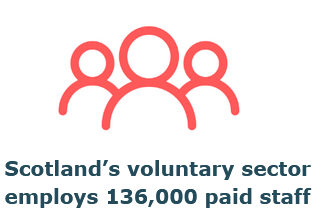 Scotland’s voluntary sector
employs 136,000 paid staff